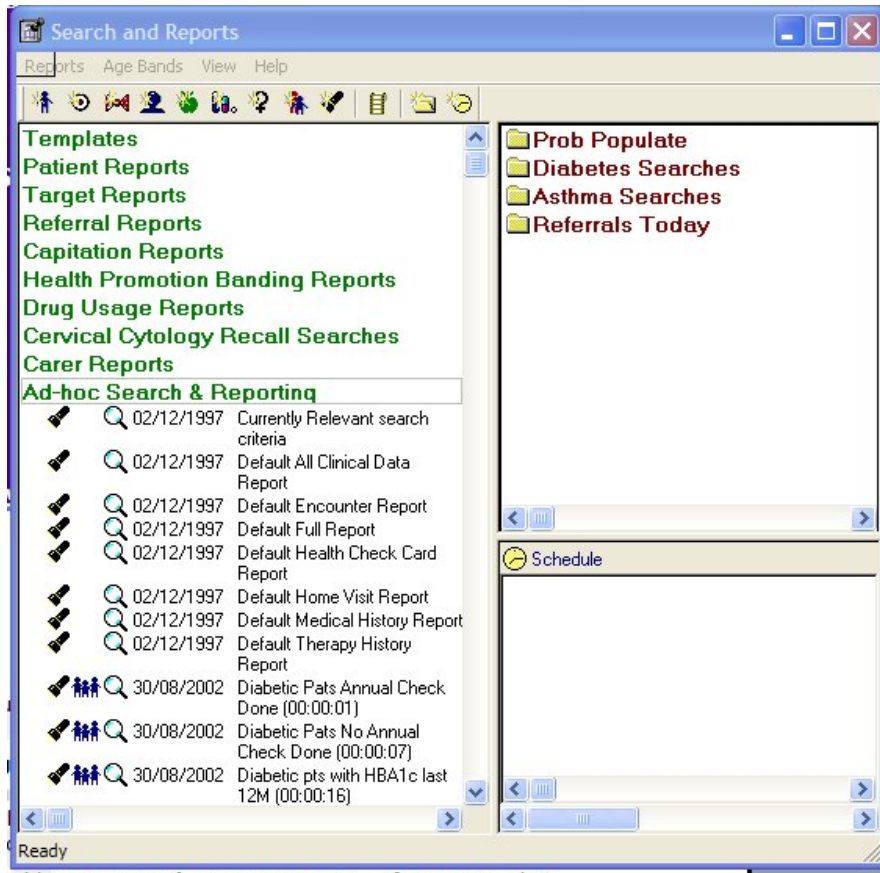 Search and Reports
Reports Age Bands View Help
Templates
Patient Reports
Target Reports
Referral Reports
Capitation Reports
Health Promotion Banding Reports
Drug Usage Reports
Cervical Cytology Recall Searches
Carer Reports
Ad-hoc Search & Reporting
02/12/1997 Currently Relevant search
criteria
02/12/1997 Default All Clinical Data
Report
02/12/1997 Default Encounter Report
02/12/1997 Default Full Report
02/12/1997 Default Health Check Card
Report
02/12/1997 Default Home Visit Report
02/12/1997 Default Medical History Report
02/12/1997 Default Therapy History
Report
30/08/2002 Diabetic Pats Annual Check
Done (00:00:01)
30/08/2002 Diabetic Pats No Annual
Check Done (00:00:07)
30/08/2002 Diabetic pts with HBA1c last
12M (00:00:16)
Prob Populate
Diabetes Searches
Asthma Searches
Referrals Today
Schedule
Ready